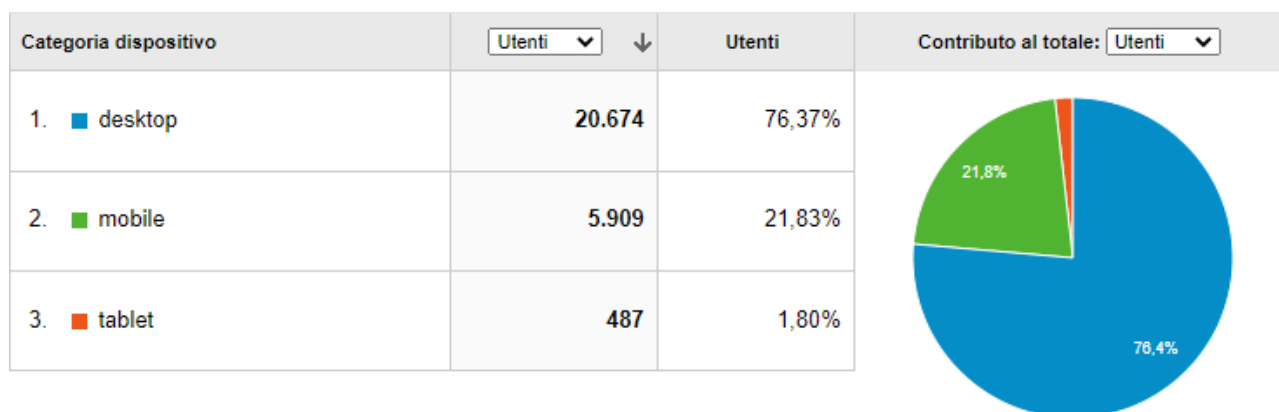 Categoria dispositivo Utenti Utenti Contributo al totale: Utenti
1. desktop 20.674 76,37%
2. mobile 5.909 21,83%
3. tablet 487 1,80%
21,8%
76,4%